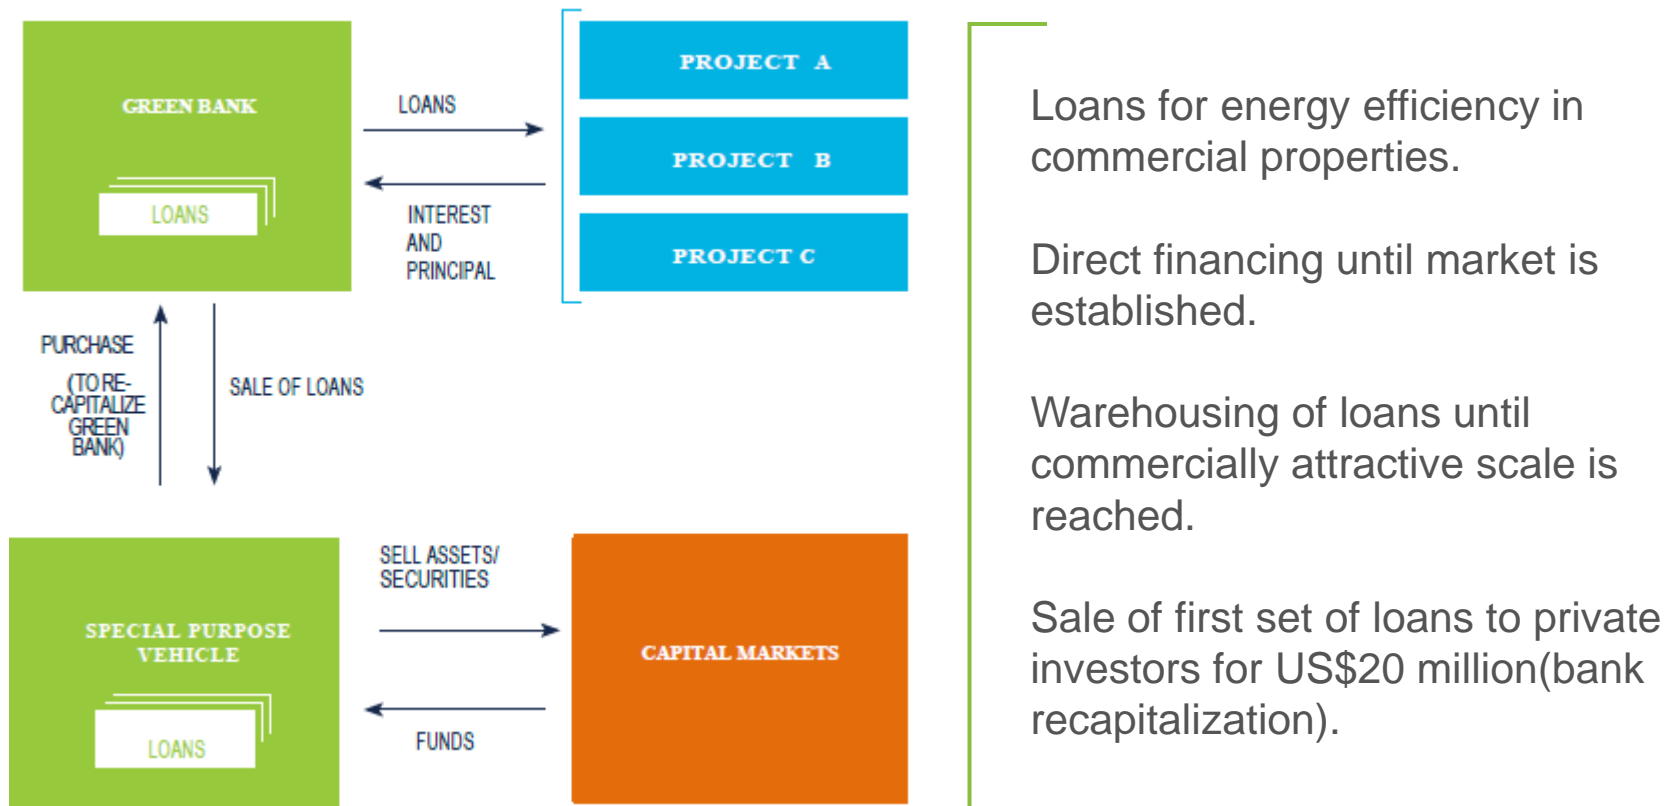 GREEN BANK
LOANS
LOANS
INTEREST
AND
PRINCIPAL
PROJECT A
PROJECT B
PROJECT C
PURCHASE
(TO RE-
CAPITALIZE
GREEN
BANK)
SALE OF LOANS
SPECIAL PURPOSE
VEHICLE
LOANS
SELL ASSETS/
SECURITIES
FUNDS
CAPITAL MARKETS
Loans for energy efficiency in
commercial properties.
Direct financing until market is
established.
Warehousing of loans until
commercially attractive scale is
reached.
Sale of first set of loans to private
investors for US$20 million(bank
recapitalization).